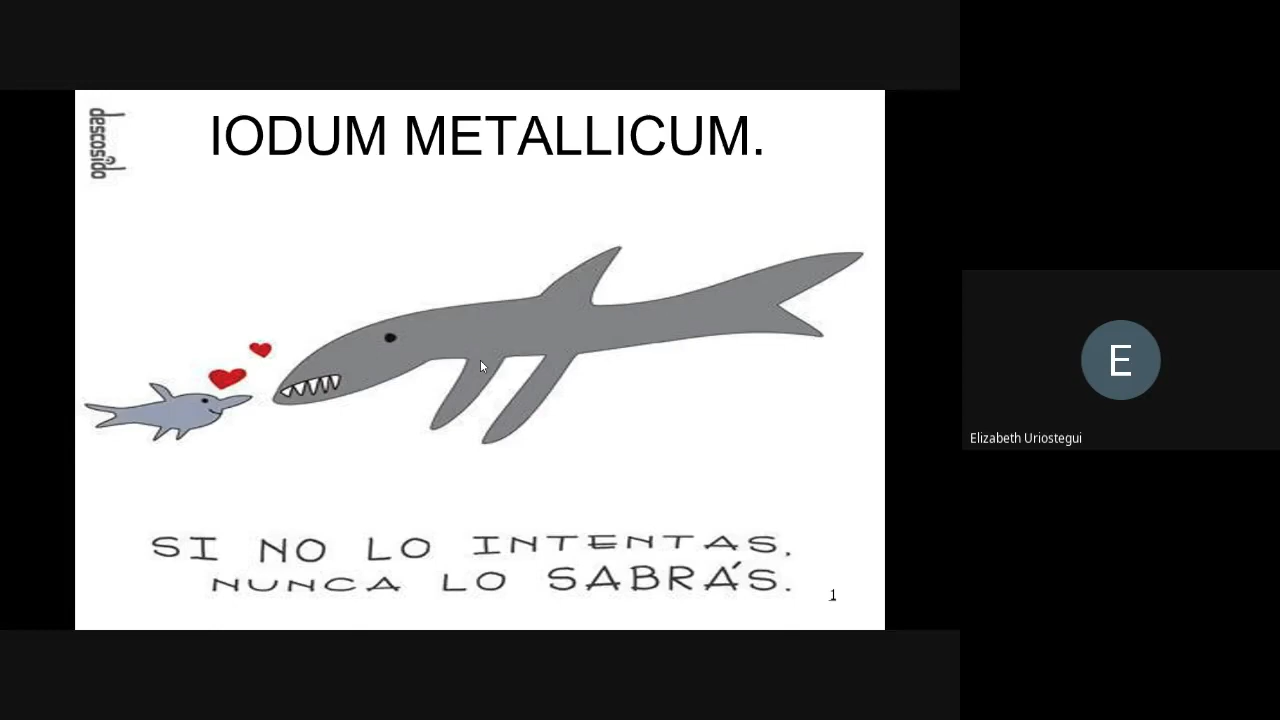 descosido
IODUM METALLICUM.
SI NO LO INTENTAS,
NUNCA LO SABRÁS.
1
E
Elizabeth Uriostegui